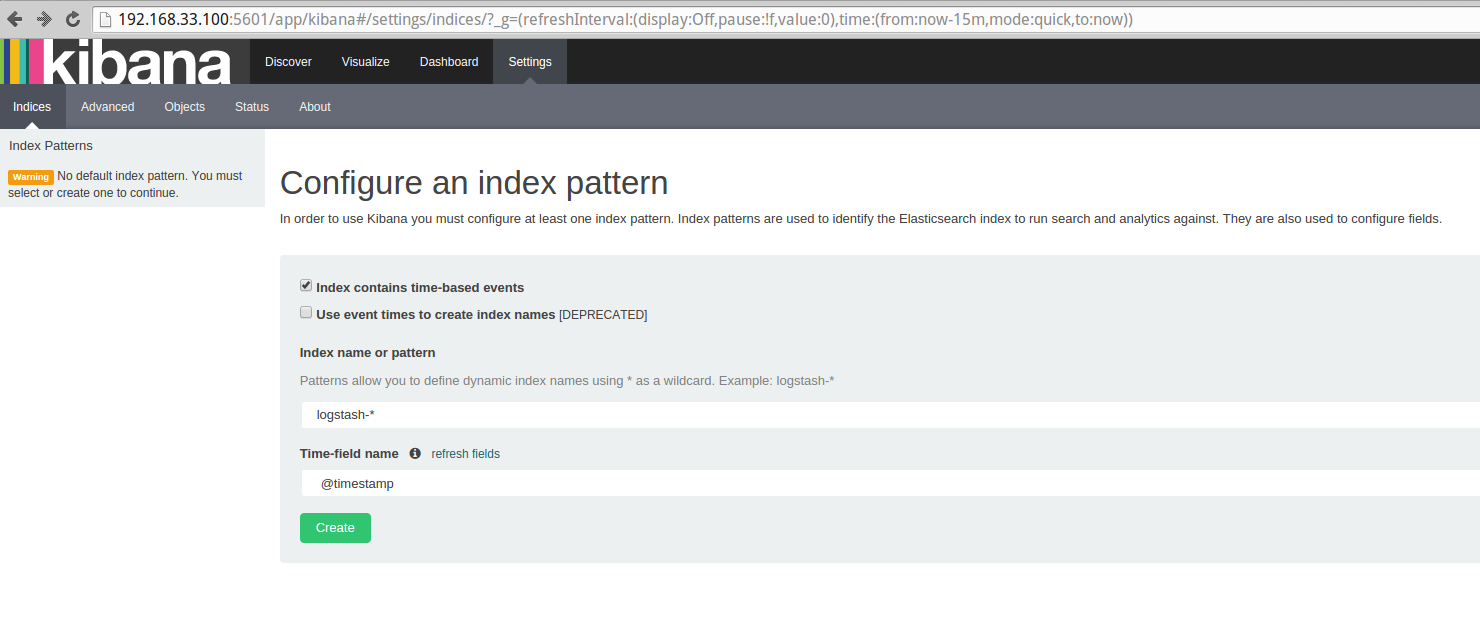 192.168.33.100:5601/app/kibana#/settings/indices/?_g=(refreshInterval:(display:Off,pause:!f,value:0),time:(from:now-15m,mode:quick,to:now))
kibana Discover Visualize Dashboard Settings
Indices Advanced Objects Status About
Index Patterns
Warning No default index pattern. You must
select or create one to continue.
Configure an index pattern
In order to use Kibana you must configure at least one index pattern. Index patterns are used to identify the Elasticsearch index to run search and analytics against. They are also used to configure fields.
Index contains time-based events
Use event times to create index names [DEPRECATED]
Index name or pattern
Patterns allow you to define dynamic index names using * as a wildcard. Example: logstash-*
logstash-*
Time-field name refresh fields
@timestamp
Create